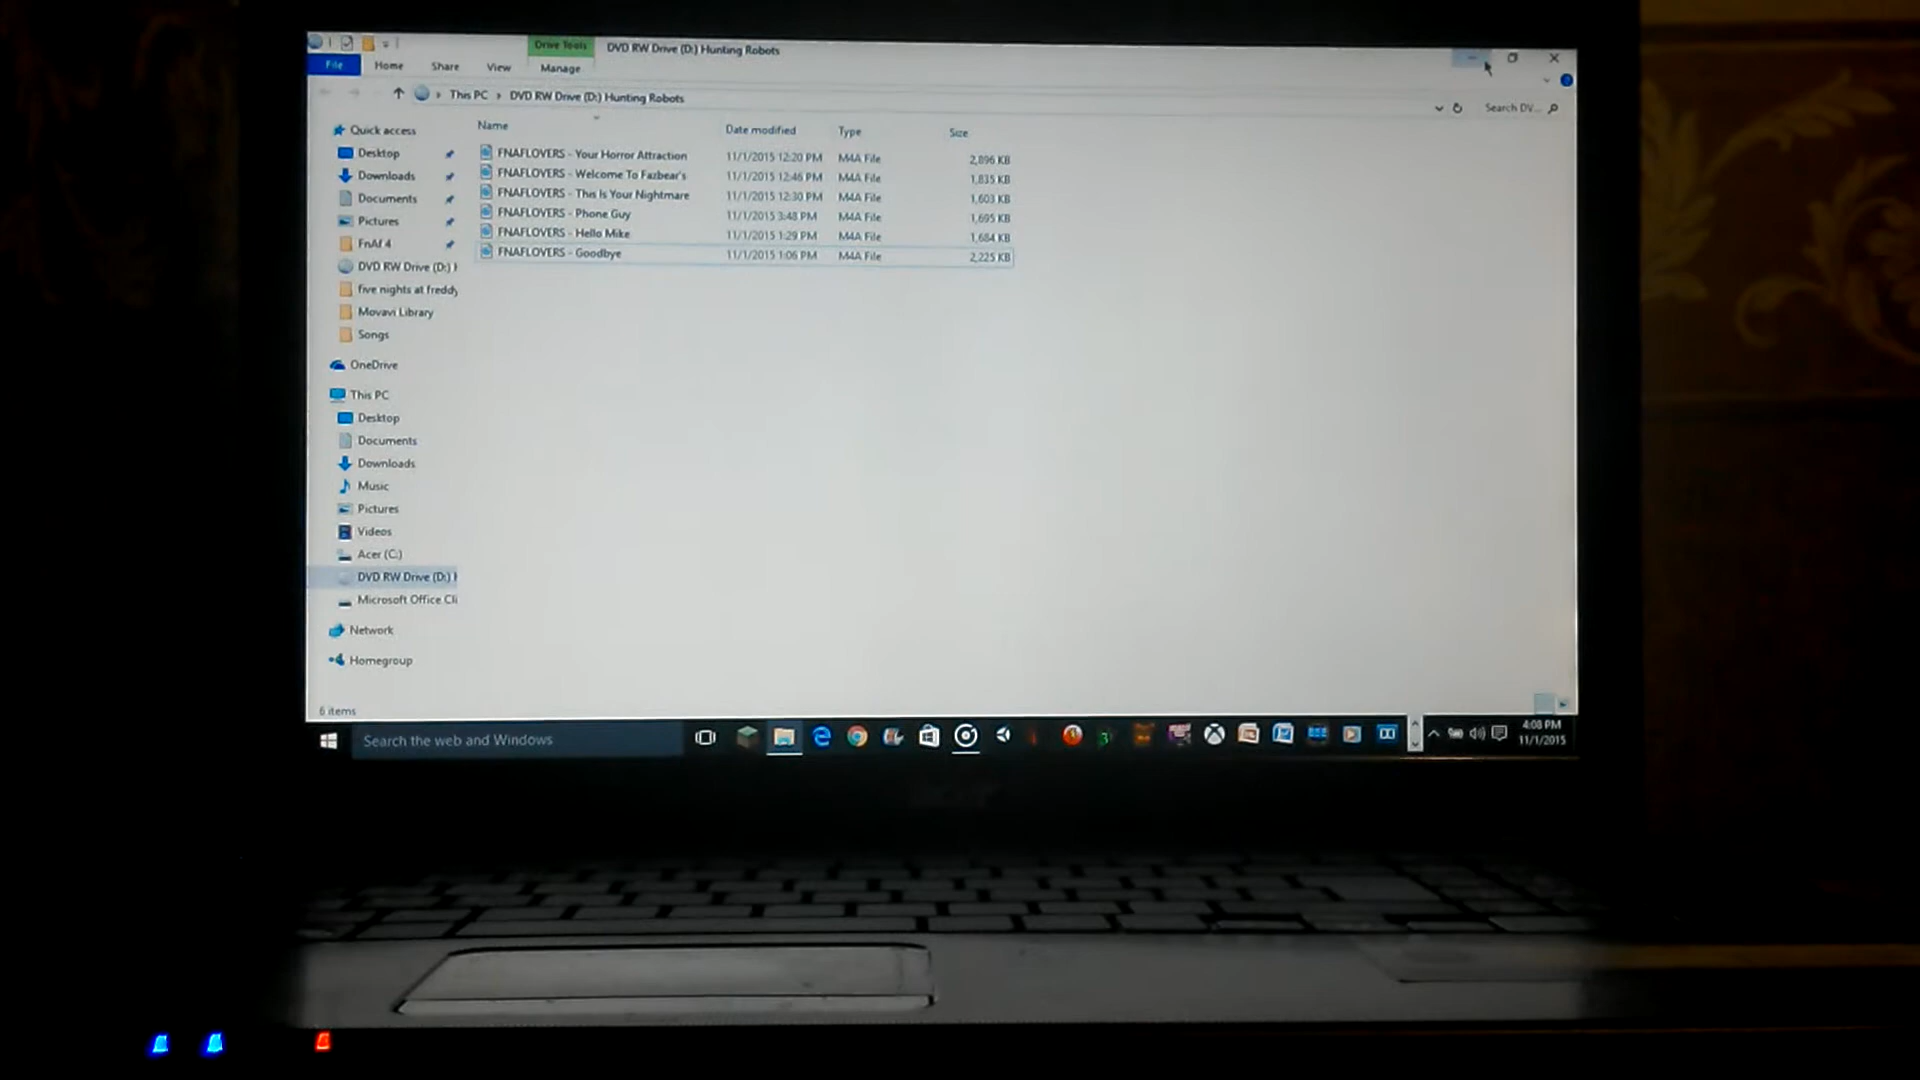 Drive Tools DVD RW Drive (D:) Hunting Robots
File Home Share View Manage
This PC › DVD RW Drive (D:) Hunting Robots Search DV...
Name Date modified Type Size
FNAFLOVERS - Your Horror Attraction 11/1/2015 12:20 PM M4A File 2,896 KB
FNAFLOVERS - Welcome To Fazbear's 11/1/2015 12:46 PM M4A File 1,835 KB
FNAFLOVERS - This Is Your Nightmare 11/1/2015 12:30 PM M4A File 1,603 KB
FNAFLOVERS - Phone Guy 11/1/2015 3:48 PM M4A File 1,695 KB
FNAFLOVERS - Hello Mike 11/1/2015 1:29 PM M4A File 1,684 KB
FNAFLOVERS - Goodbye 11/1/2015 1:06 PM M4A File 2,225 KB
Quick access
Desktop
Downloads
Documents
Pictures
FnAf 4
DVD RW Drive (D:)
five nights at freddy
Movavi Library
Songs
OneDrive
This PC
Desktop
Documents
Downloads
Music
Pictures
Videos
Acer (C:)
DVD RW Drive (D:)
Microsoft Office Cli
Network
Homegroup
6 items
Search the web and Windows
4:08 PM
11/1/2015